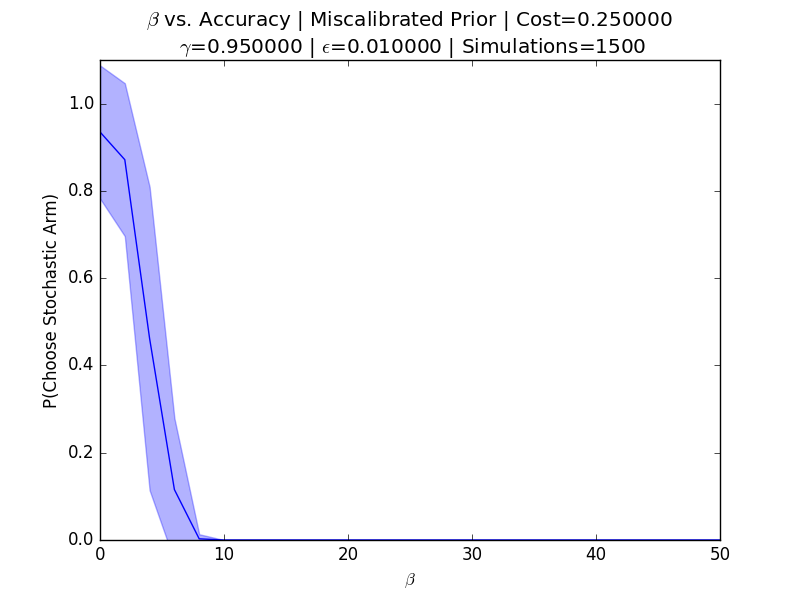 β vs. Accuracy | Miscalibrated Prior | Cost=0.250000
γ=0.950000 | ϵ=0.010000 | Simulations=1500
P(Choose Stochastic Arm)
1.0
0.8
0.6
0.4
0.2
0.0
0 10 20 30 40 50
β